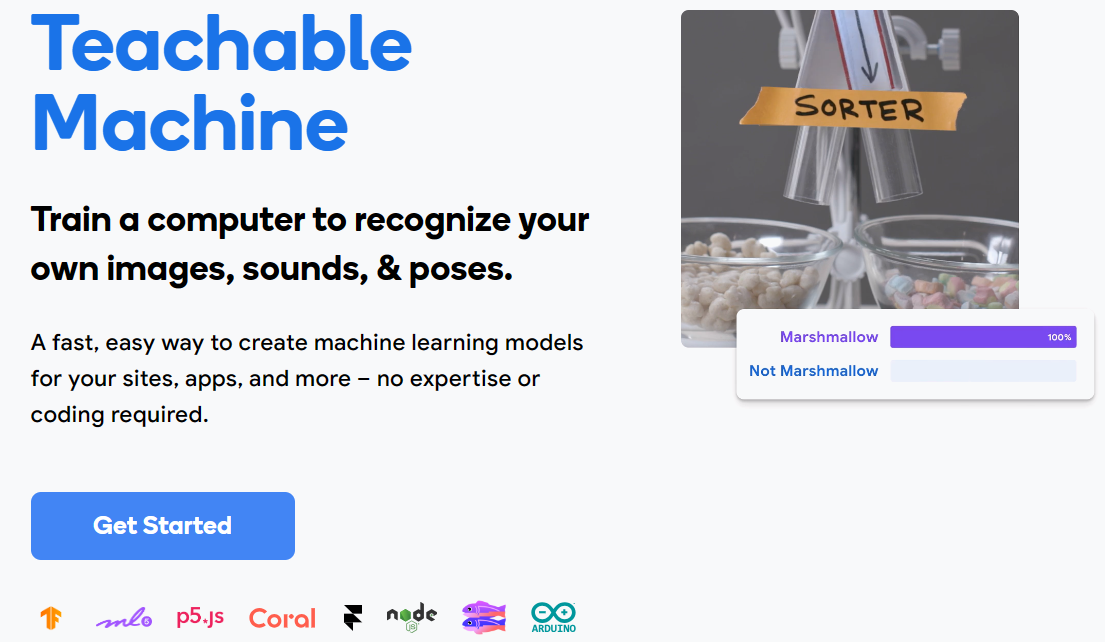 Teachable
Machine
Train a computer to recognize your
own images, sounds, & poses.
A fast, easy way to create machine learning models
for your sites, apps, and more – no expertise or
coding required.
Get Started
SORTER
Marshmallow 100%
Not Marshmallow
ml5 p5.js Coral node JS ARDUINO